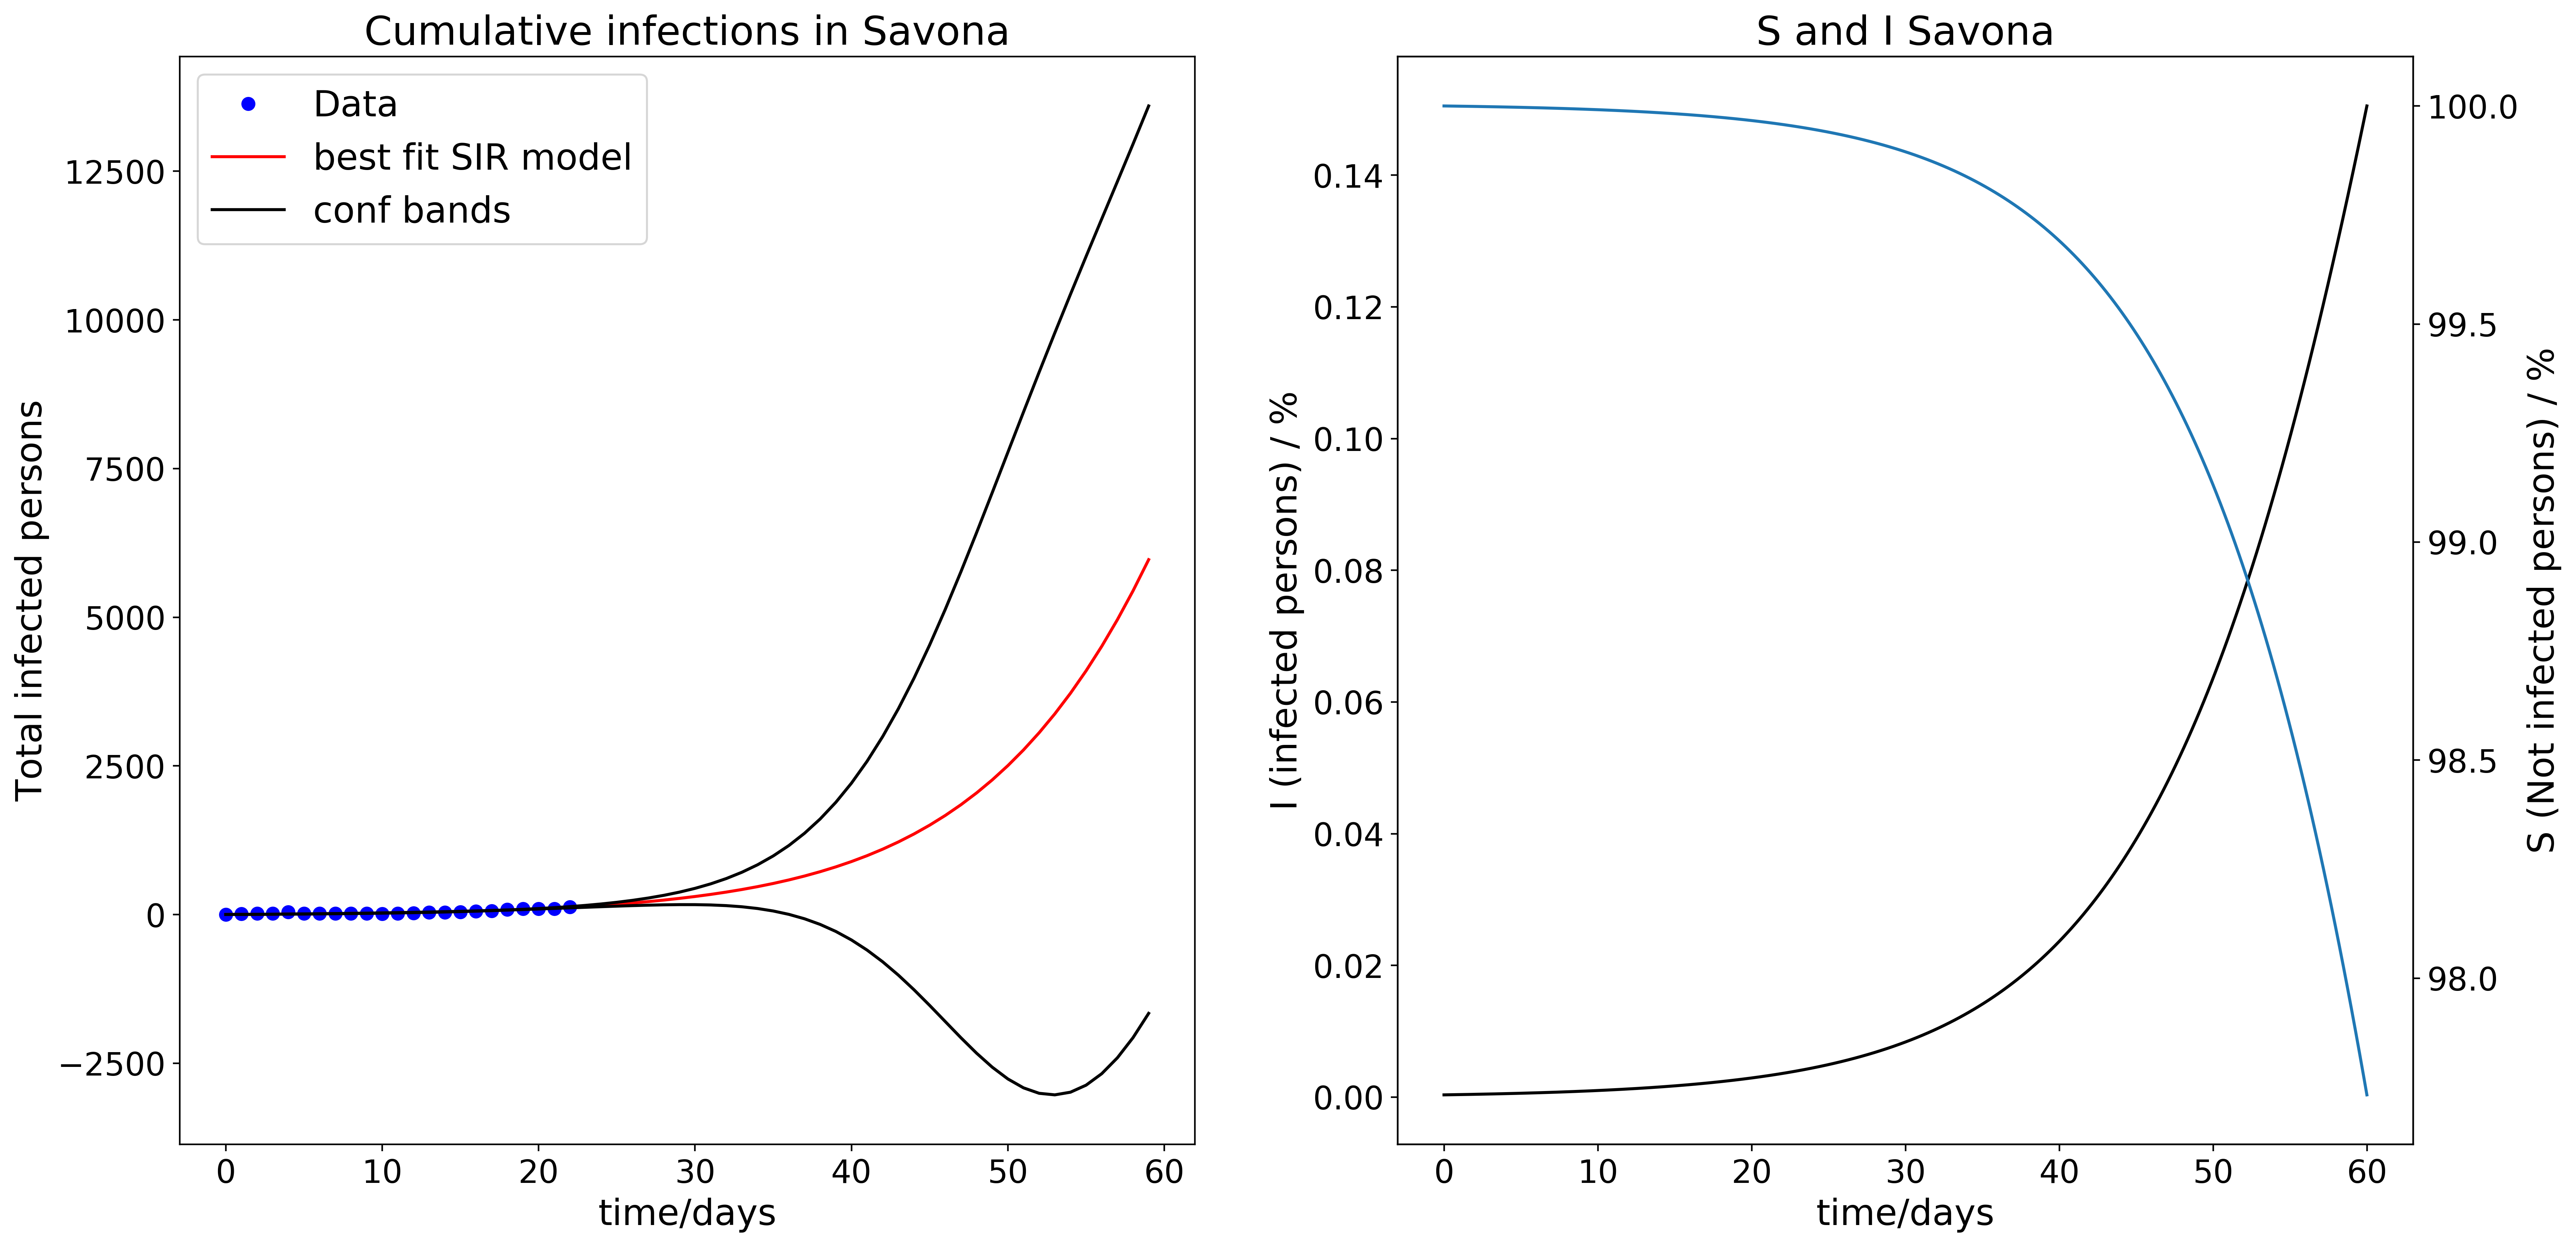 Cumulative infections in Savona
Data
best fit SIR model
conf bands
Total infected persons
12500
10000
7500
5000
2500
0
−2500
0 10 20 30 40 50 60
time/days
S and I Savona
I (infected persons) / %
0.14
0.12
0.10
0.08
0.06
0.04
0.02
0.00
100.0
99.5
99.0
98.5
98.0
S (Not infected persons) / %
0 10 20 30 40 50 60
time/days